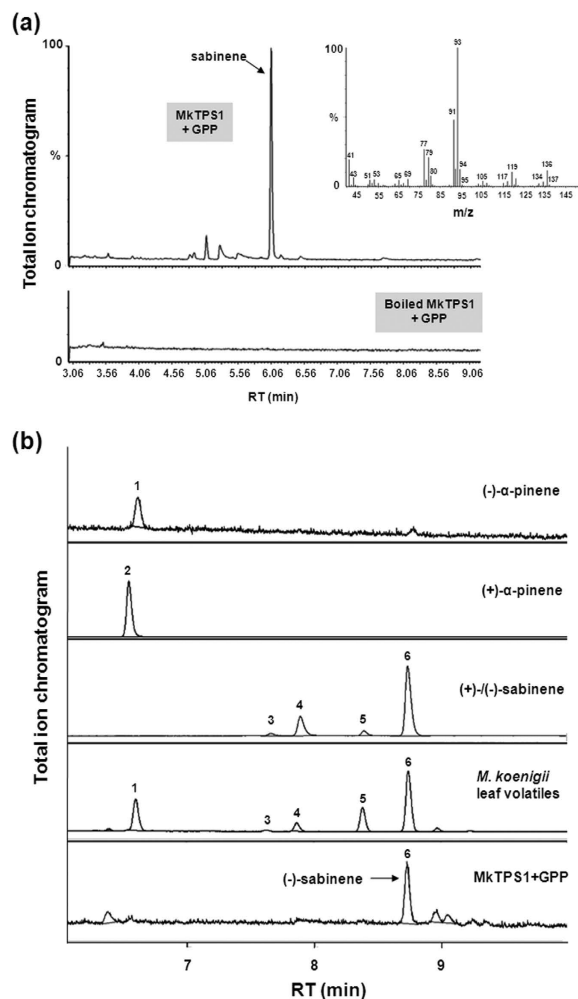 (a)
Total ion chromatogram
100
%
0
sabinene
MkTPS1
+ GPP
100
%
0
93
91
77
79
41
43
51
53
65
69
80
94
95
105
117
119
134
136
137
45 55 65 75 85 95 105 115 125 135 145
m/z
Boiled MkTPS1
+ GPP
0
3.06 4.06 4.56 5.06 5.66 6.06 6.56 7.06 7.56 8.06 8.56 9.06
RT (min)
(b)
Total ion chromatogram
1
(-)-α-pinene
2
(+)-α-pinene
3 4 5 6
(+)-/(-)-sabinene
1 3 4 5 6
M. koenigii
leaf volatiles
6
(-)-sabinene
MkTPS1+GPP
7 8 9
RT (min)